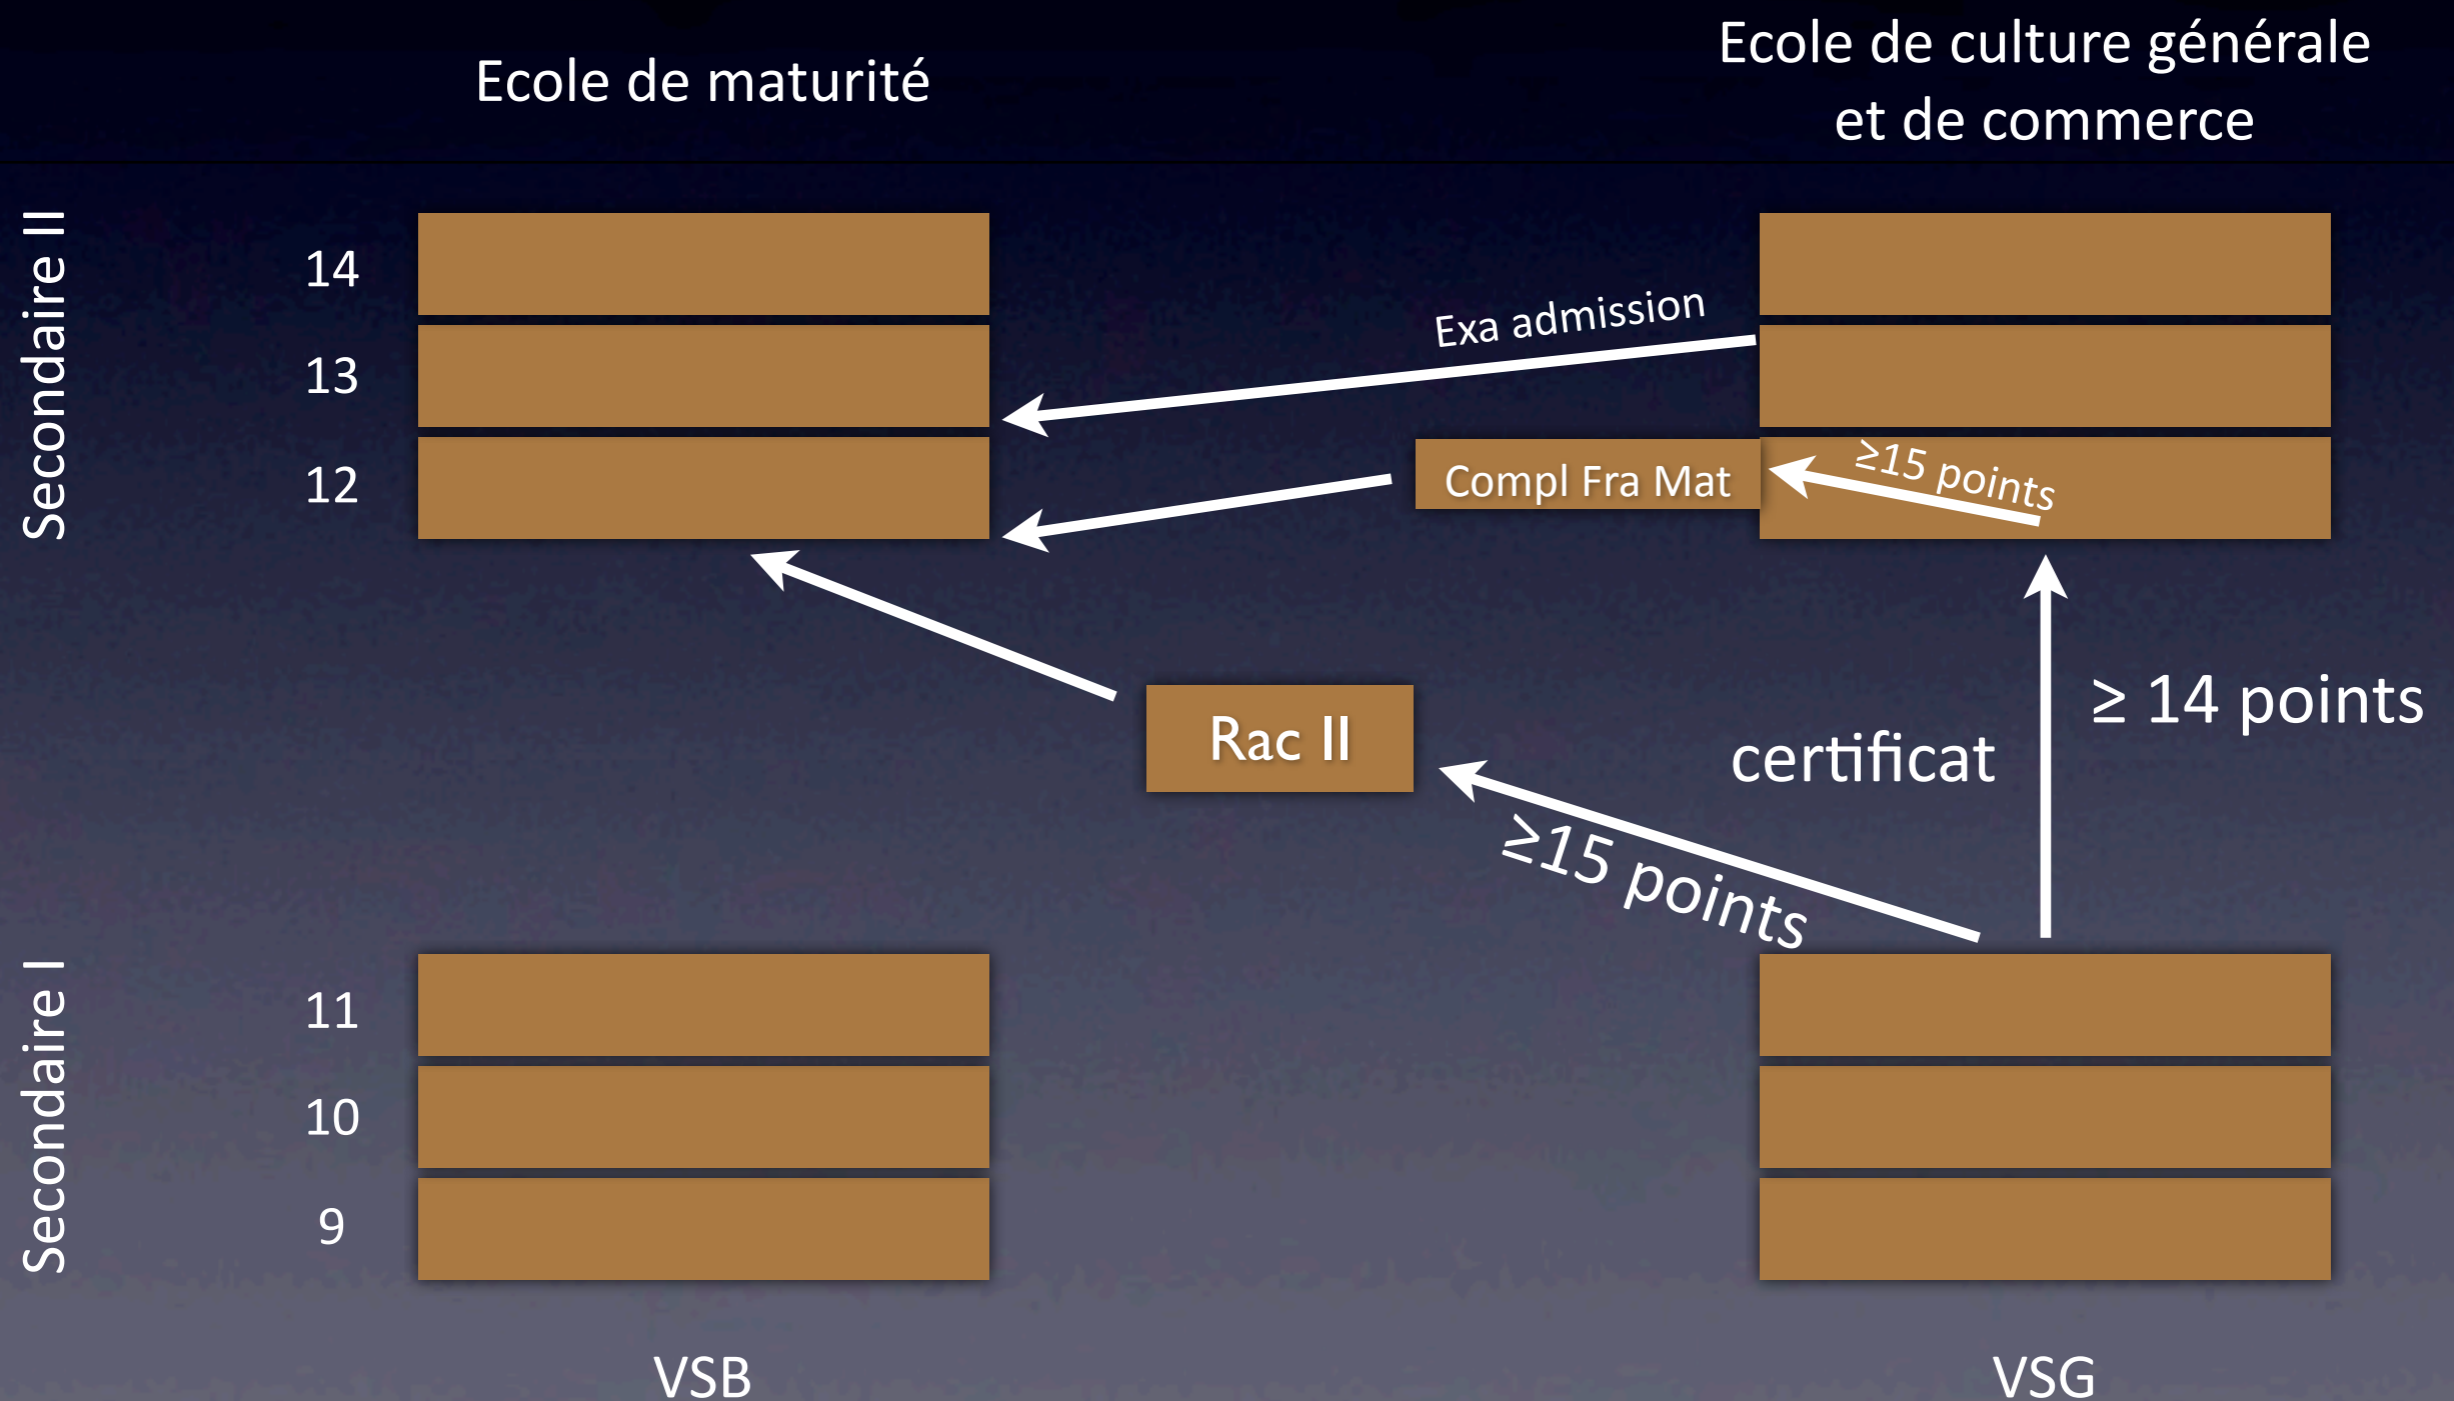 Ecole de maturité
Ecole de culture générale
et de commerce
Secondaire II
14
13
12
Exa admission
Compl Fra Mat
≥15 points
Rac II
certificat
≥ 14 points
≥15 points
Secondaire I
11
10
9
VSB
VSG